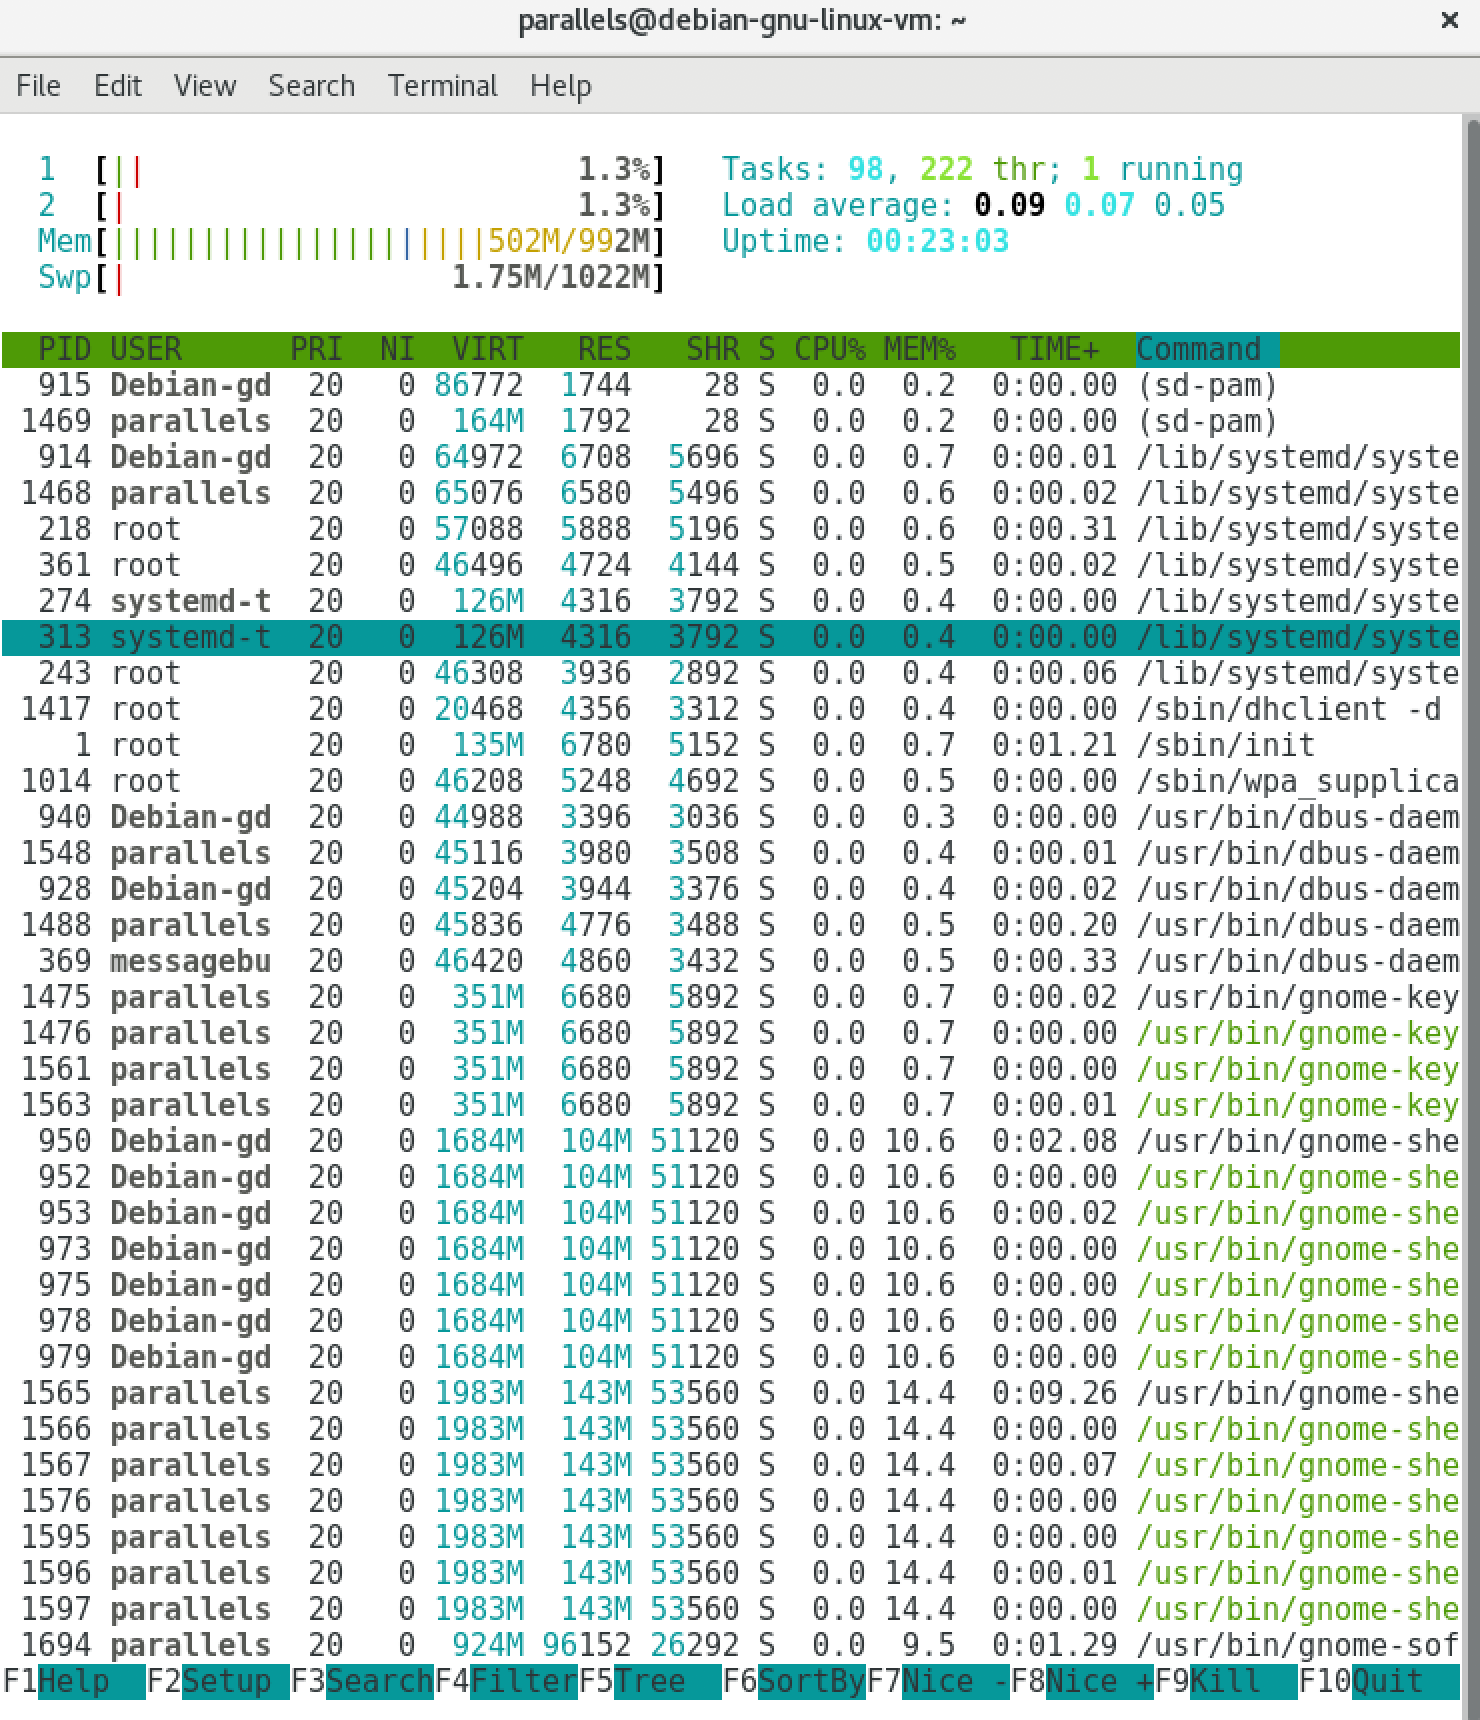 parallels@debian-gnu-linux-vm: ~ ×
File Edit View Search Terminal Help
1 [|| 1.3%] Tasks: 98, 222 thr; 1 running
2 [| 1.3%] Load average: 0.09 0.07 0.05
Mem[|||||||||||||||||||||502M/992M] Uptime: 00:23:03
Swp[| 1.75M/1022M]
PID USER PRI NI VIRT RES SHR S CPU% MEM% TIME+ Command
915 Debian-gd 20 0 86772 1744 28 S 0.0 0.2 0:00.00 (sd-pam)
1469 parallels 20 0 164M 1792 28 S 0.0 0.2 0:00.00 (sd-pam)
914 Debian-gd 20 0 64972 6708 5696 S 0.0 0.7 0:00.01 /lib/systemd/syste
1468 parallels 20 0 65076 6580 5496 S 0.0 0.6 0:00.02 /lib/systemd/syste
218 root 20 0 57088 5888 5196 S 0.0 0.6 0:00.31 /lib/systemd/syste
361 root 20 0 46496 4724 4144 S 0.0 0.5 0:00.02 /lib/systemd/syste
274 systemd-t 20 0 126M 4316 3792 S 0.0 0.4 0:00.00 /lib/systemd/syste
313 systemd-t 20 0 126M 4316 3792 S 0.0 0.4 0:00.00 /lib/systemd/syste
243 root 20 0 46308 3936 2892 S 0.0 0.4 0:00.06 /lib/systemd/syste
1417 root 20 0 20468 4356 3312 S 0.0 0.4 0:00.00 /sbin/dhclient -d
1 root 20 0 135M 6780 5152 S 0.0 0.7 0:01.21 /sbin/init
1014 root 20 0 46208 5248 4692 S 0.0 0.5 0:00.00 /sbin/wpa_supplica
940 Debian-gd 20 0 44988 3396 3036 S 0.0 0.3 0:00.00 /usr/bin/dbus-daem
1548 parallels 20 0 45116 3980 3508 S 0.0 0.4 0:00.01 /usr/bin/dbus-daem
928 Debian-gd 20 0 45204 3944 3376 S 0.0 0.4 0:00.02 /usr/bin/dbus-daem
1488 parallels 20 0 45836 4776 3488 S 0.0 0.5 0:00.20 /usr/bin/dbus-daem
369 messagebu 20 0 46420 4860 3432 S 0.0 0.5 0:00.33 /usr/bin/dbus-daem
1475 parallels 20 0 351M 6680 5892 S 0.0 0.7 0:00.02 /usr/bin/gnome-key
1476 parallels 20 0 351M 6680 5892 S 0.0 0.7 0:00.00 /usr/bin/gnome-key
1561 parallels 20 0 351M 6680 5892 S 0.0 0.7 0:00.00 /usr/bin/gnome-key
1563 parallels 20 0 351M 6680 5892 S 0.0 0.7 0:00.01 /usr/bin/gnome-key
950 Debian-gd 20 0 1684M 104M 51120 S 0.0 10.6 0:02.08 /usr/bin/gnome-she
952 Debian-gd 20 0 1684M 104M 51120 S 0.0 10.6 0:00.00 /usr/bin/gnome-she
953 Debian-gd 20 0 1684M 104M 51120 S 0.0 10.6 0:00.02 /usr/bin/gnome-she
973 Debian-gd 20 0 1684M 104M 51120 S 0.0 10.6 0:00.00 /usr/bin/gnome-she
975 Debian-gd 20 0 1684M 104M 51120 S 0.0 10.6 0:00.00 /usr/bin/gnome-she
978 Debian-gd 20 0 1684M 104M 51120 S 0.0 10.6 0:00.00 /usr/bin/gnome-she
979 Debian-gd 20 0 1684M 104M 51120 S 0.0 10.6 0:00.00 /usr/bin/gnome-she
1565 parallels 20 0 1983M 143M 53560 S 0.0 14.4 0:09.26 /usr/bin/gnome-she
1566 parallels 20 0 1983M 143M 53560 S 0.0 14.4 0:00.00 /usr/bin/gnome-she
1567 parallels 20 0 1983M 143M 53560 S 0.0 14.4 0:00.07 /usr/bin/gnome-she
1576 parallels 20 0 1983M 143M 53560 S 0.0 14.4 0:00.00 /usr/bin/gnome-she
1595 parallels 20 0 1983M 143M 53560 S 0.0 14.4 0:00.00 /usr/bin/gnome-she
1596 parallels 20 0 1983M 143M 53560 S 0.0 14.4 0:00.01 /usr/bin/gnome-she
1597 parallels 20 0 1983M 143M 53560 S 0.0 14.4 0:00.00 /usr/bin/gnome-she
1694 parallels 20 0 924M 96152 26292 S 0.0 9.5 0:01.29 /usr/bin/gnome-sof
F1Help F2Setup F3SearchF4FilterF5Tree F6SortByF7Nice -F8Nice +F9Kill F10Quit